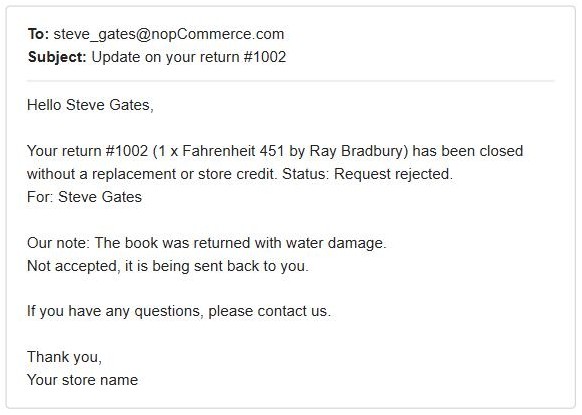 To: steve_gates@nopCommerce.com
Subject: Update on your return #1002
Hello Steve Gates,
Your return #1002 (1 x Fahrenheit 451 by Ray Bradbury) has been closed
without a replacement or store credit. Status: Request rejected.
For: Steve Gates
Our note: The book was returned with water damage.
Not accepted, it is being sent back to you.
If you have any questions, please contact us.
Thank you,
Your store name